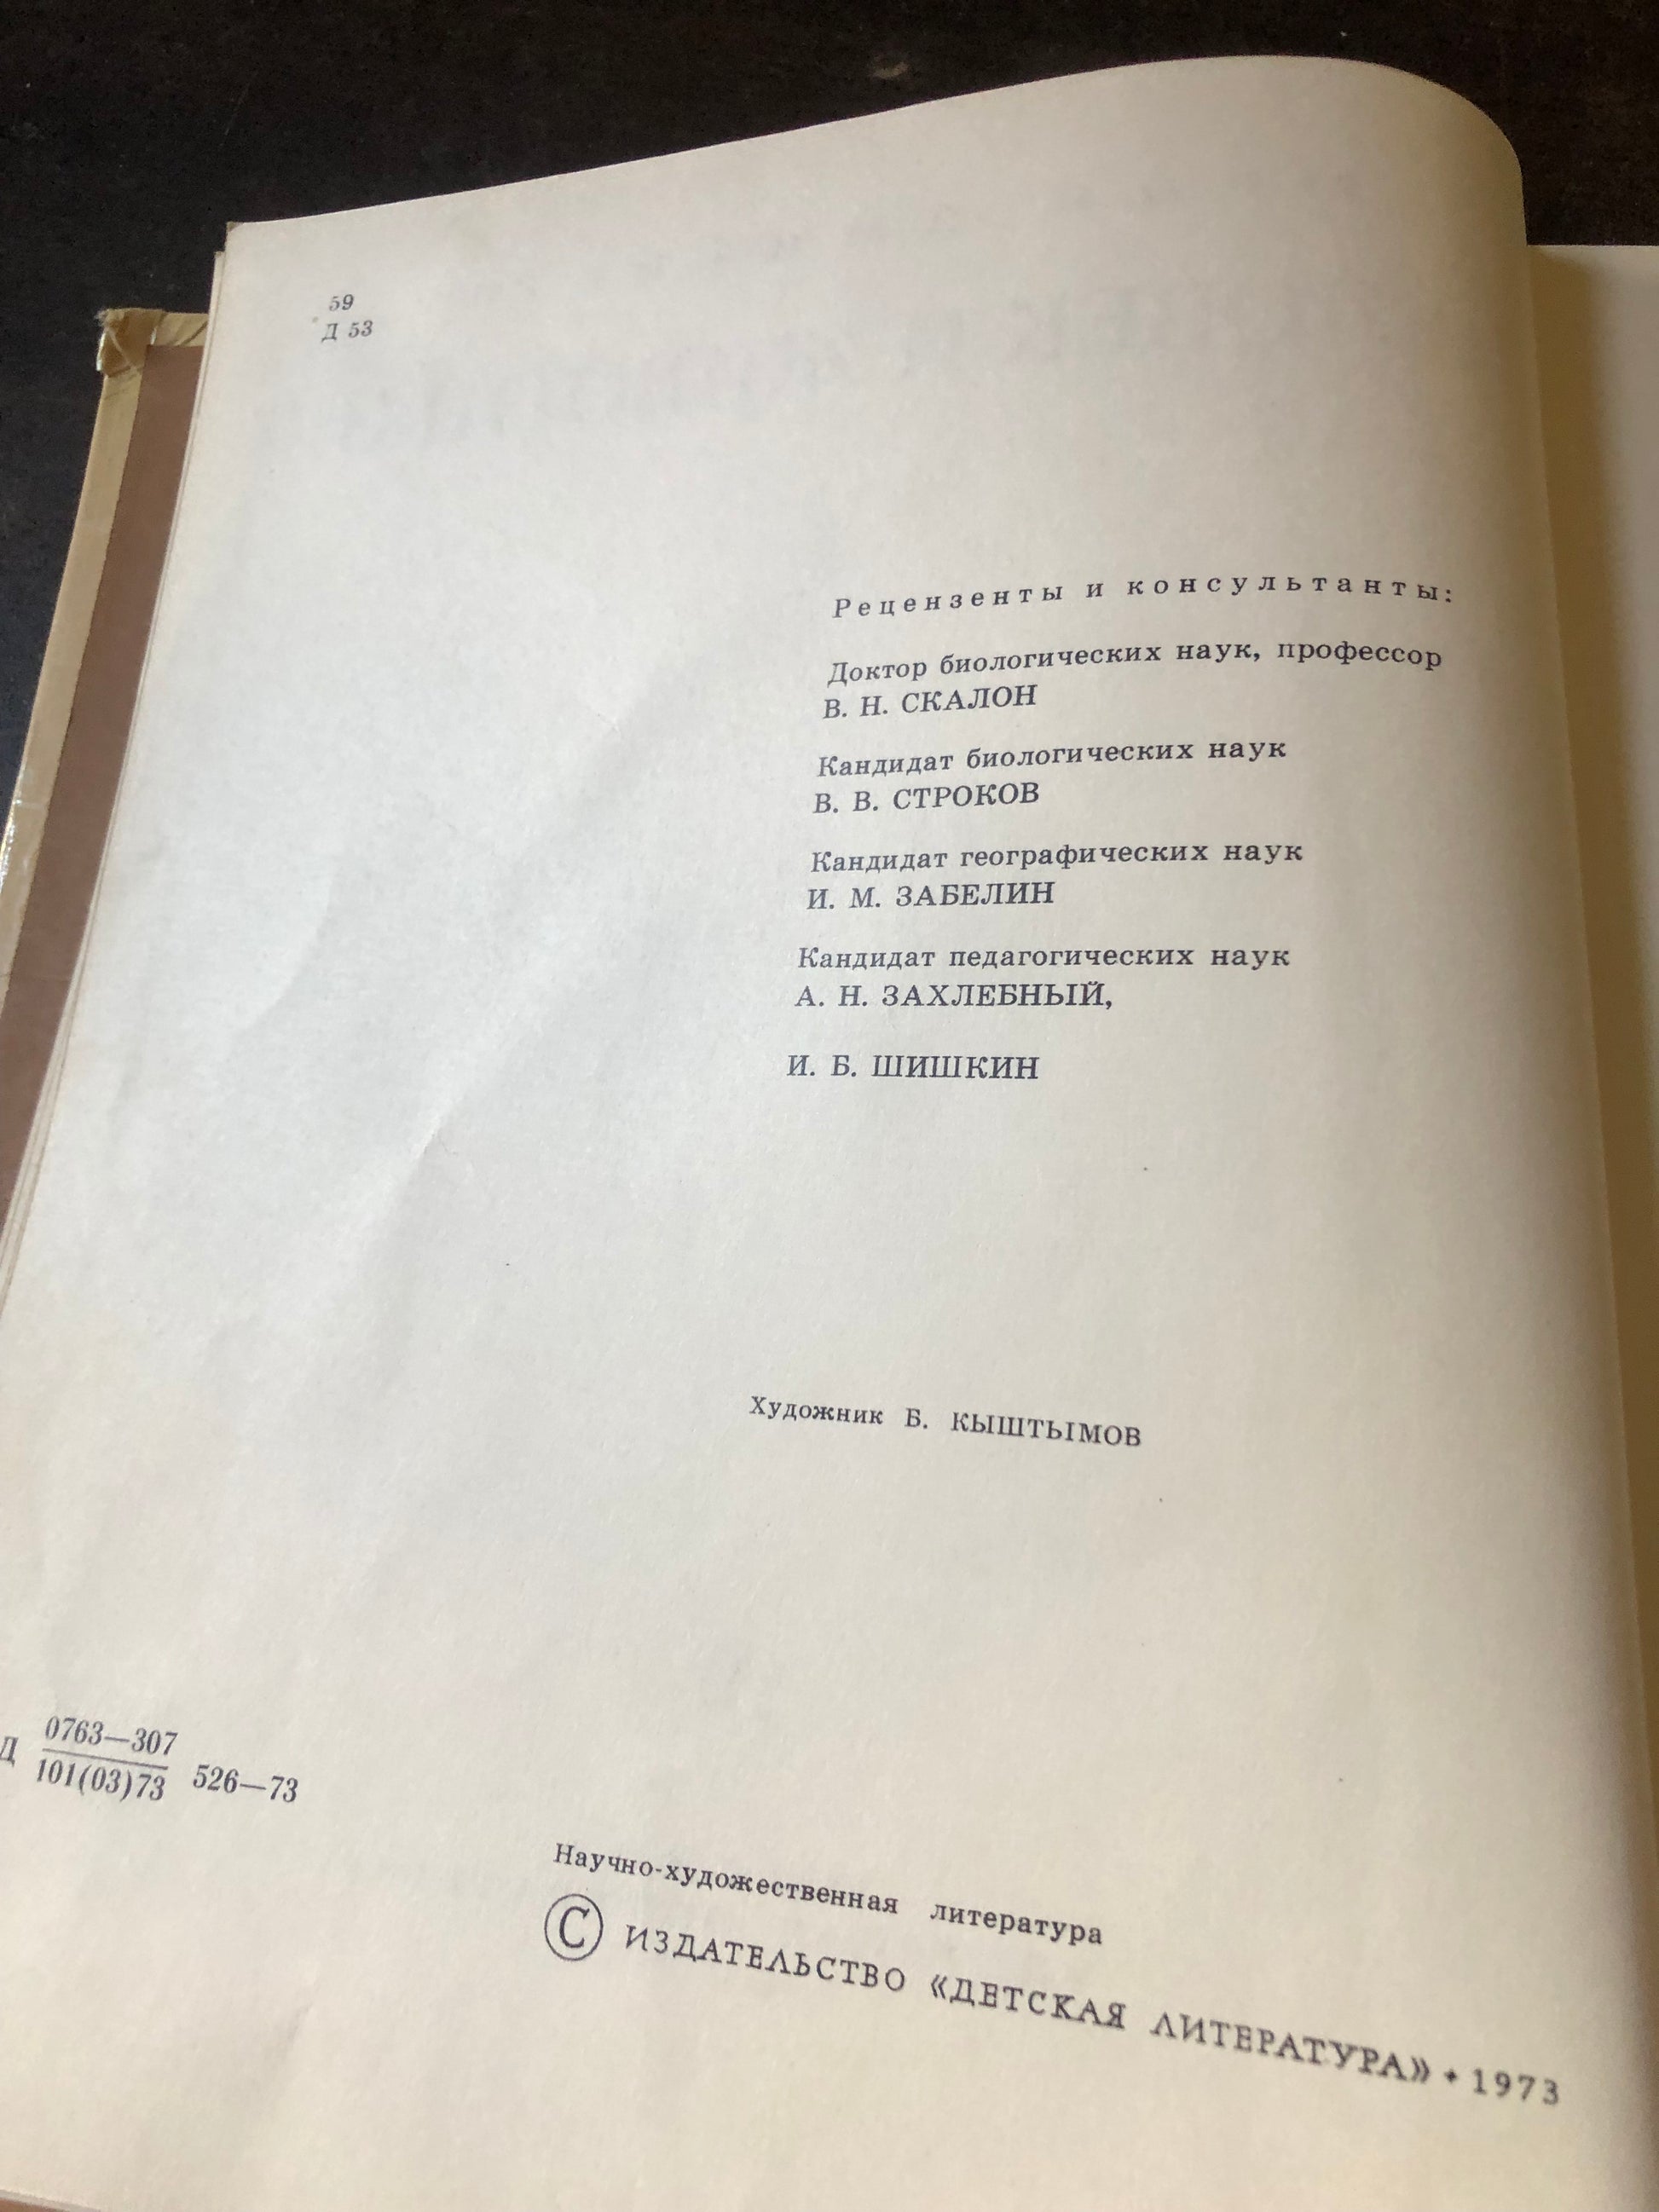 59
Д 53
Рецензенты и консультанты:
Доктор биологических наук, профессор
В. Н. СКАЛОН
Кандидат биологических наук
В. В. СТРОКОВ
Кандидат географических наук
И. М. ЗАБЕЛИН
Кандидат педагогических наук
А. Н. ЗАХЛЕБНЫЙ,
И. Б. ШИШКИН
Художник Б. КЫШТЫМОВ
Д 0763—307
101(03)73 526—73
Научно-художественная литература
© ИЗДАТЕЛЬСТВО «ДЕТСКАЯ ЛИТЕРАТУРА» • 1973